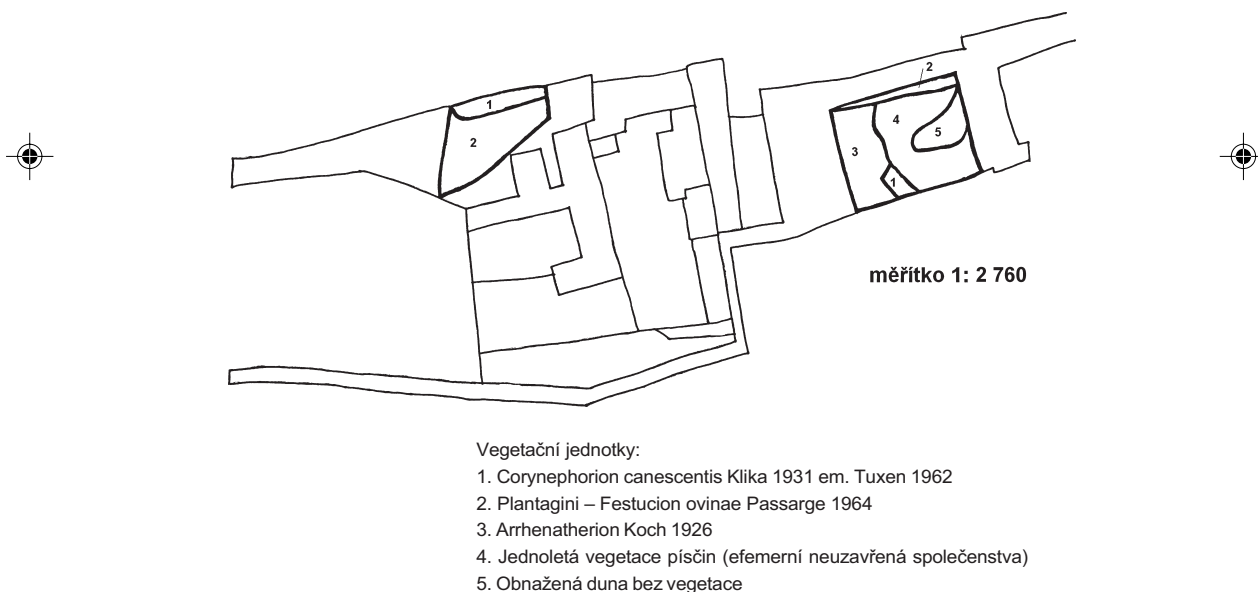 1
2
2
4
5
3
1
měřítko 1: 2 760
Vegetační jednotky:
1. Corynephorion canescentis Klika 1931 em. Tuxen 1962
2. Plantagini – Festucion ovinae Passarge 1964
3. Arrhenatherion Koch 1926
4. Jednoletá vegetace písčin (efemerní neuzavřená společenstva)
5. Obnažená duna bez vegetace